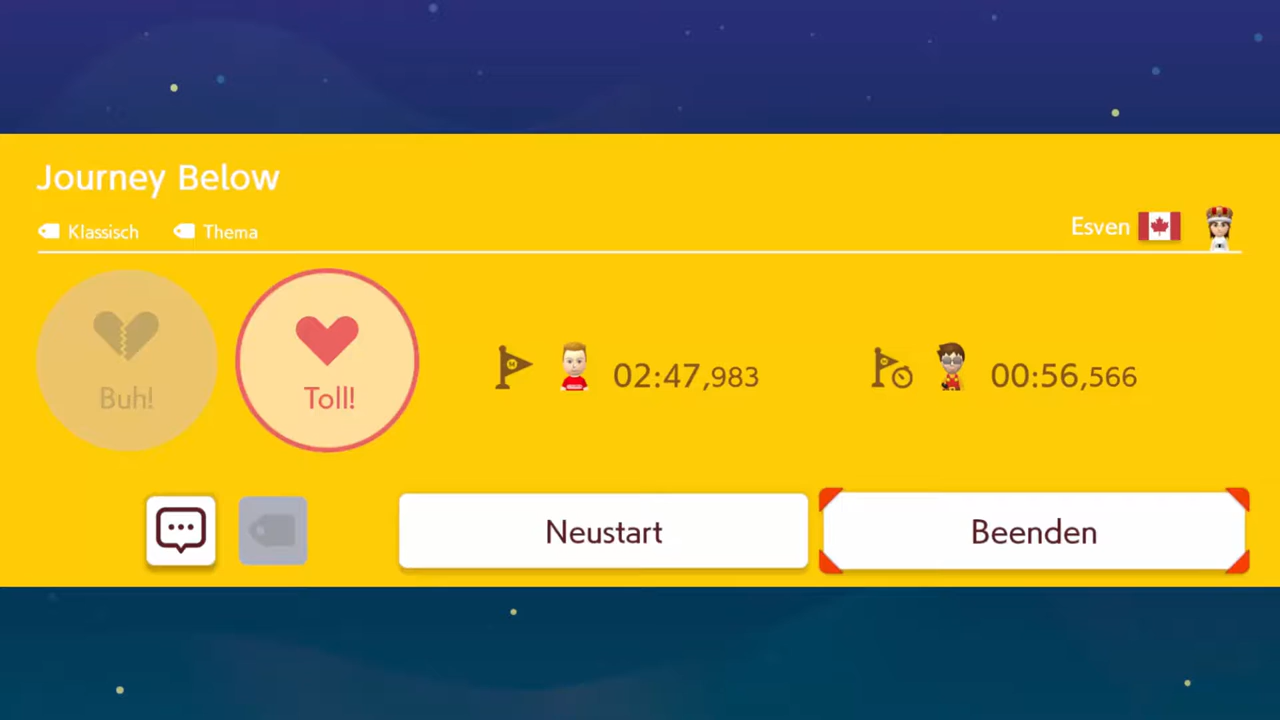 Journey Below
Klassisch Thema
Esven
Buh! Toll!
02:47,983
00:56,566
Neustart
Beenden